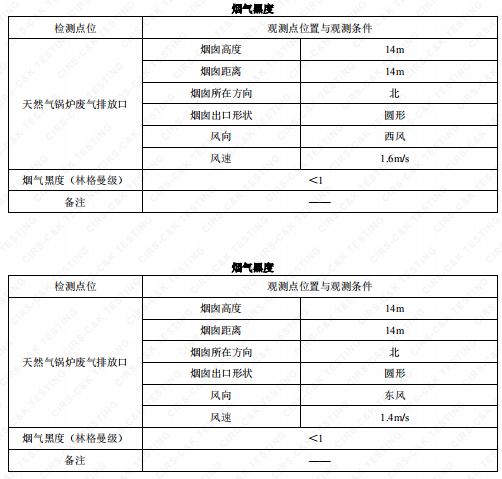 烟气黑度
检测点位 观测点位置与观测条件
天然气锅炉废气排放口
烟囱高度 14m
烟囱距离 14m
烟囱所在方向 北
烟囱出口形状 圆形
风向 西风
风速 1.6m/s
烟气黑度（林格曼级） ＜1
备注 ——
烟气黑度
检测点位 观测点位置与观测条件
天然气锅炉废气排放口
烟囱高度 14m
烟囱距离 14m
烟囱所在方向 北
烟囱出口形状 圆形
风向 东风
风速 1.4m/s
烟气黑度（林格曼级） ＜1
备注 ——
CIRS-C&K TESTING